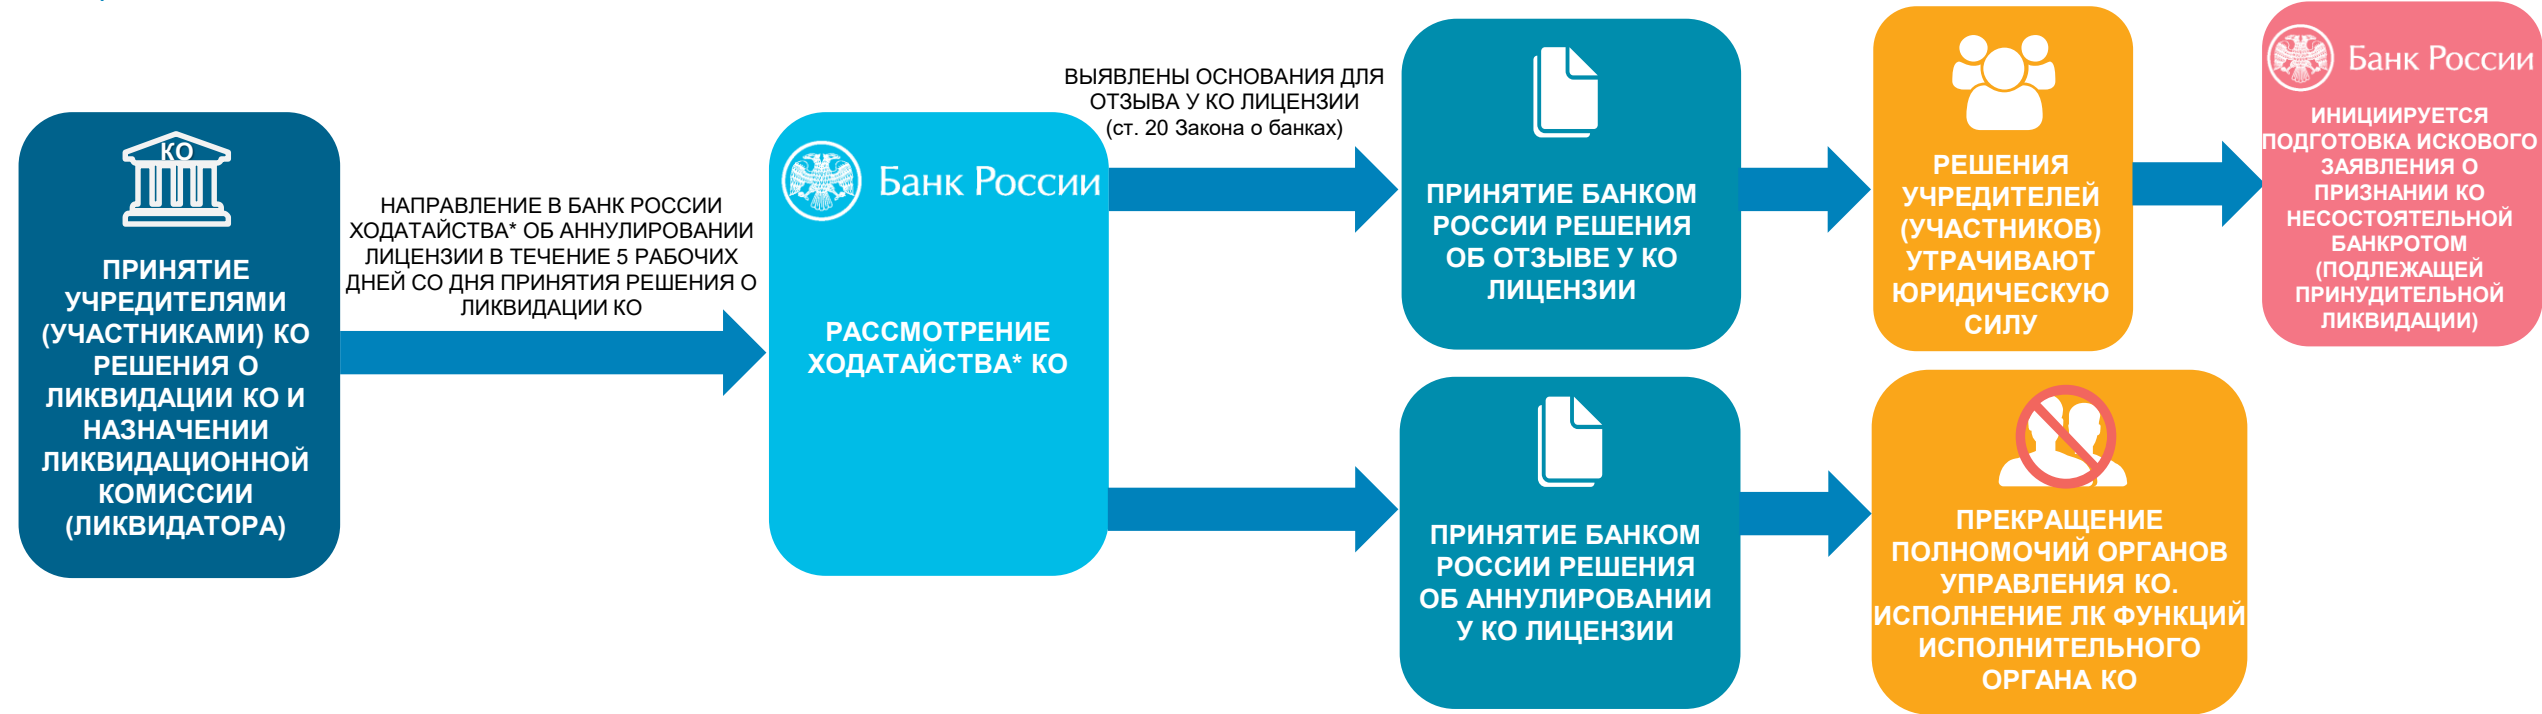 КО
ПРИНЯТИЕ
УЧРЕДИТЕЛЯМИ
(УЧАСТНИКАМИ) КО
РЕШЕНИЯ О
ЛИКВИДАЦИИ КО И
НАЗНАЧЕНИИ
ЛИКВИДАЦИОННОЙ
КОМИССИИ
(ЛИКВИДАТОРА)
НАПРАВЛЕНИЕ В БАНК РОССИИ
ХОДАТАЙСТВА* ОБ АННУЛИРОВАНИИ
ЛИЦЕНЗИИ В ТЕЧЕНИЕ 5 РАБОЧИХ
ДНЕЙ СО ДНЯ ПРИНЯТИЯ РЕШЕНИЯ О
ЛИКВИДАЦИИ КО
Банк России
РАССМОТРЕНИЕ
ХОДАТАЙСТВА* КО
ВЫЯВЛЕНЫ ОСНОВАНИЯ ДЛЯ
ОТЗЫВА У КО ЛИЦЕНЗИИ
(ст. 20 Закона о банках)
ПРИНЯТИЕ БАНКОМ
РОССИИ РЕШЕНИЯ
ОБ ОТЗЫВЕ У КО
ЛИЦЕНЗИИ
РЕШЕНИЯ
УЧРЕДИТЕЛЕЙ
(УЧАСТНИКОВ)
УТРАЧИВАЮТ
ЮРИДИЧЕСКУЮ
СИЛУ
Банк России
ИНИЦИИРУЕТСЯ
ПОДГОТОВКА ИСКОВОГО
ЗАЯВЛЕНИЯ О
ПРИЗНАНИИ КО
НЕСОСТОЯТЕЛЬНОЙ
БАНКРОТОМ
(ПОДЛЕЖАЩЕЙ
ПРИНУДИТЕЛЬНОЙ
ЛИКВИДАЦИИ)
ПРИНЯТИЕ БАНКОМ
РОССИИ РЕШЕНИЯ
ОБ АННУЛИРОВАНИИ
У КО ЛИЦЕНЗИИ
ПРЕКРАЩЕНИЕ
ПОЛНОМОЧИЙ ОРГАНОВ
УПРАВЛЕНИЯ КО.
ИСПОЛНЕНИЕ ЛК ФУНКЦИЙ
ИСПОЛНИТЕЛЬНОГО
ОРГАНА КО